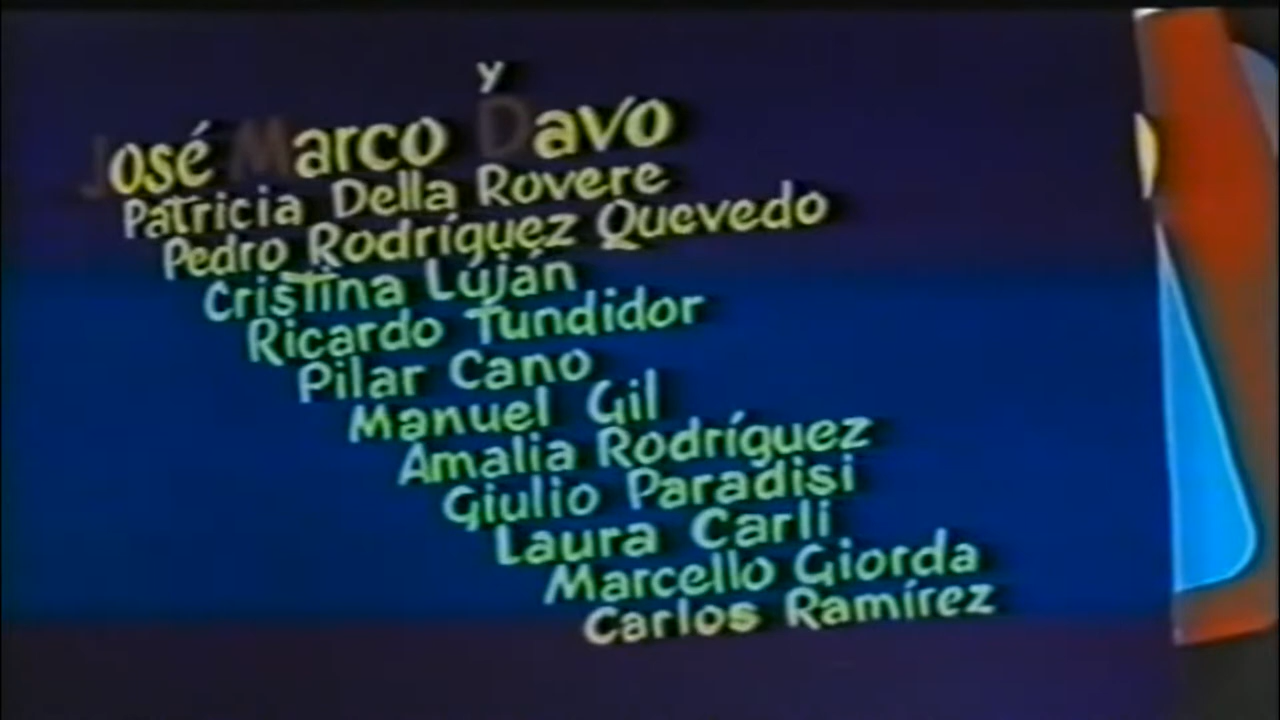 y
José Marco Davo
Patricia Della Rovere
Pedro Rodríguez Quevedo
Cristina Luján
Ricardo Tundidor
Pilar Cano
Manuel Gil
Amalia Rodríguez
Giulio Paradisi
Laura Carli
Marcello Giorda
Carlos Ramírez